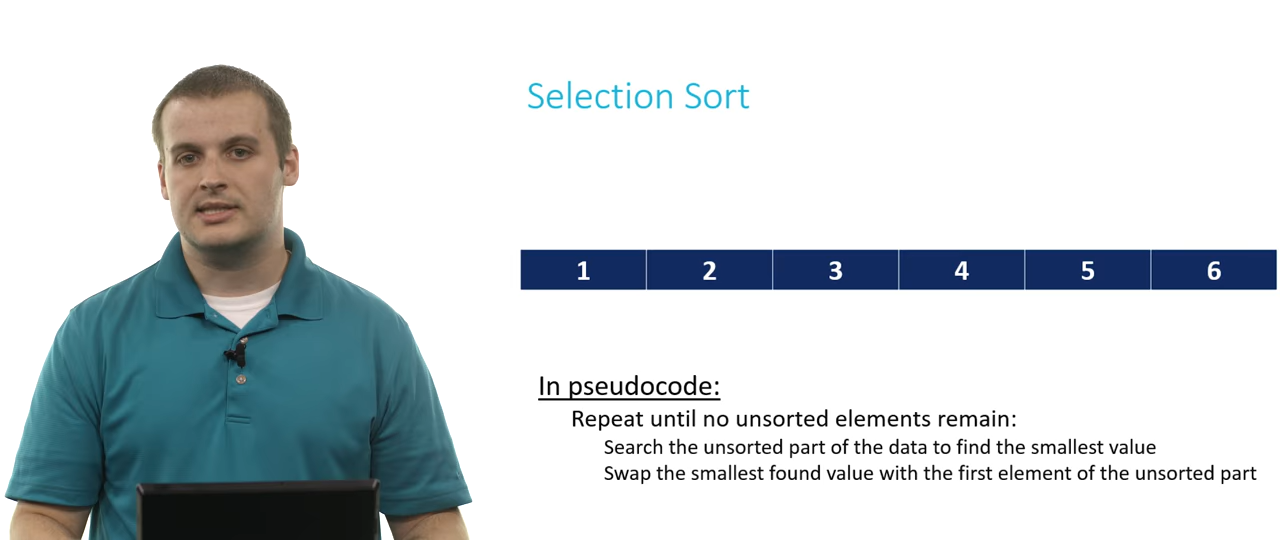 Selection Sort
1 2 3 4 5 6
In pseudocode:
Repeat until no unsorted elements remain:
Search the unsorted part of the data to find the smallest value
Swap the smallest found value with the first element of the unsorted part